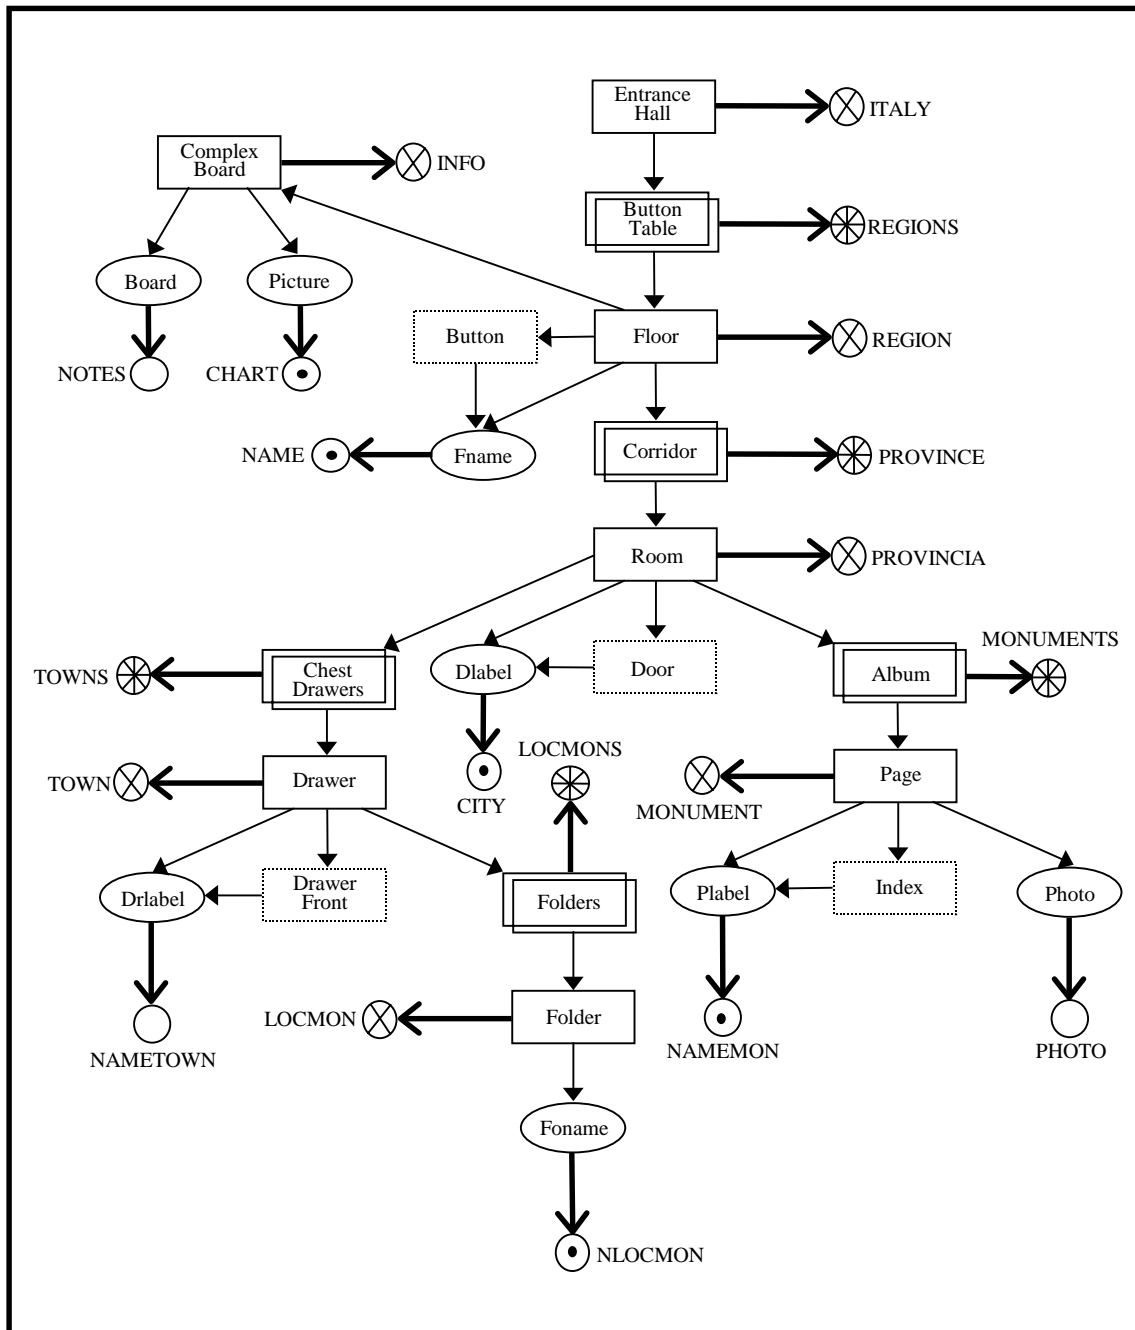 Entrance
Hall
ITALY
Complex
Board
INFO
Button
Table
REGIONS
Board
Picture
Button
Floor
REGION
NOTES
CHART
NAME
Fname
Corridor
PROVINCE
Room
PROVINCIA
TOWNS
Chest
Drawers
Dlabel
Door
MONUMENTS
Album
LOCMONS
TOWN
Drawer
CITY
MONUMENT
Page
Drlabel
Drawer
Front
Folders
Plabel
Index
Photo
LOCMON
Folder
NAMETOWN
NAMEMON
PHOTO
Foname
NLOCMON